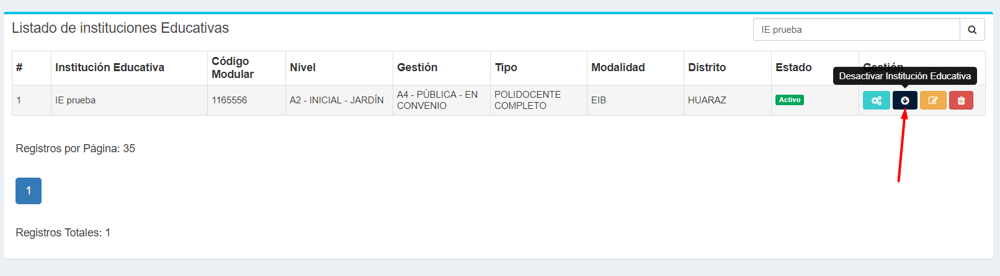 Listado de instituciones Educativas
IE prueba
# Institución Educativa Código Modular Nivel Gestión Tipo Modalidad Distrito Estado Gestión
Desactivar Institución Educativa
1 IE prueba 1165556 A2 - INICIAL - JARDÍN A4 - PÚBLICA - EN CONVENIO POLIDOCENTE COMPLETO EIB HUARAZ Activo
Registros por Página: 35
1
Registros Totales: 1